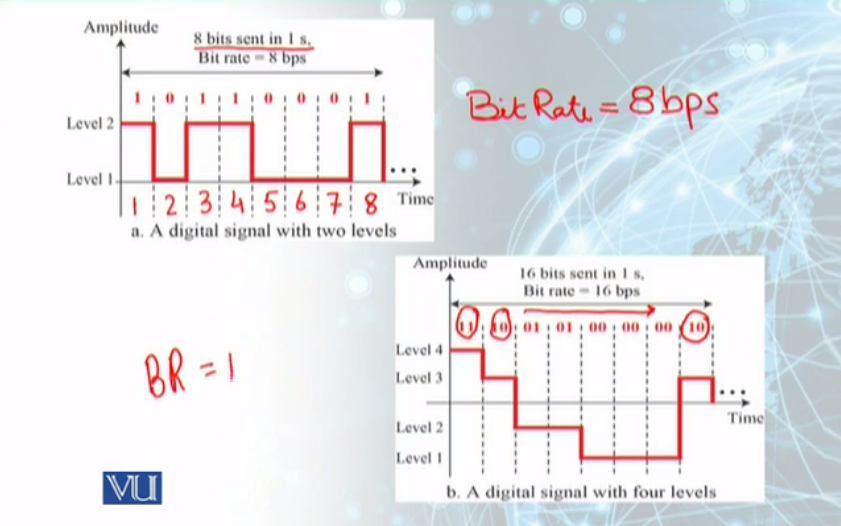 Amplitude
8 bits sent in 1 s,
Bit rate = 8 bps
1 0 1 1 0 0 0 1
Level 2
Level 1
...
1 2 3 4 5 6 7 8 Time
a. A digital signal with two levels
Bit Rate = 8bps
Amplitude
16 bits sent in 1 s,
Bit rate = 16 bps
11 10 01 01 00 00 00 10
Level 4
Level 3
...
Time
Level 2
Level 1
b. A digital signal with four levels
BR = 1
VU